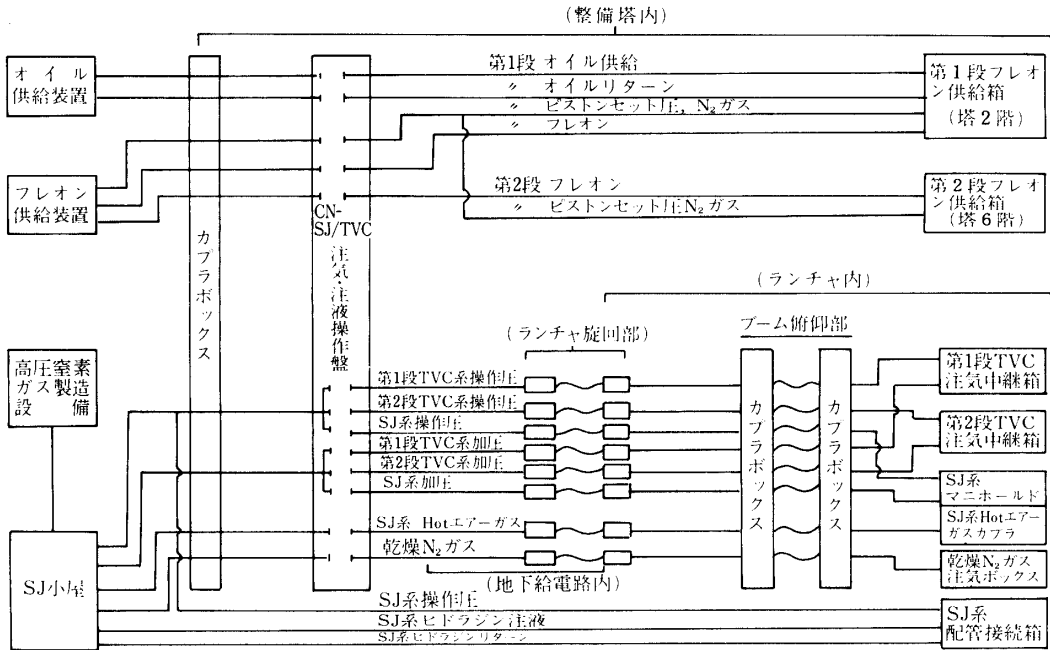 (整備塔内)
オイル
供給装置
フレオン
供給装置
高圧窒素
ガス製造
設備
SJ小屋
カプラボックス
CN-
SJ/TVC
注気・注液操作盤
第1段 オイル供給
〃 オイルリターン
〃 ピストンセット圧, N₂ガス
〃 フレオン
第2段 フレオン
〃 ピストンセット圧N₂ガス
第1段フレオ
ン供給箱
(塔2階)
第2段フレオ
ン供給箱
(塔6階)
(ランチャ内)
(ランチャ旋回部)
ブーム俯仰部
第1段TVC系操作圧
第2段TVC系操作圧
SJ系操作圧
第1段TVC系加圧
第2段TVC系加圧
SJ系加圧
SJ系 Hotエアーガス
乾燥N₂ガス
(地下給電路内)
カプラボックス
カプラボックス
第1段TVC
注気中継箱
第2段TVC
注気中継箱
SJ系
マニホールド
SJ系Hotエアー
ガスカプラ
乾燥N₂ガス
注気ボックス
SJ系操作圧
SJ系ヒドラジン注液
SJ系ヒドラジンリターン
SJ系
配管接続箱